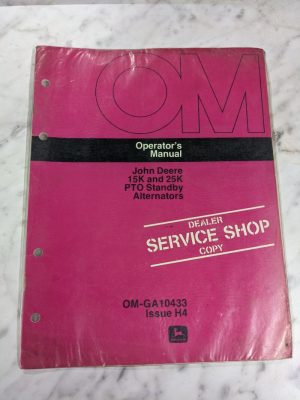 OM
Operator's
Manual
John Deere
15K and 25K
PTO Standby
Alternators
DEALER
SERVICE SHOP
COPY
OM-GA10433
Issue H4